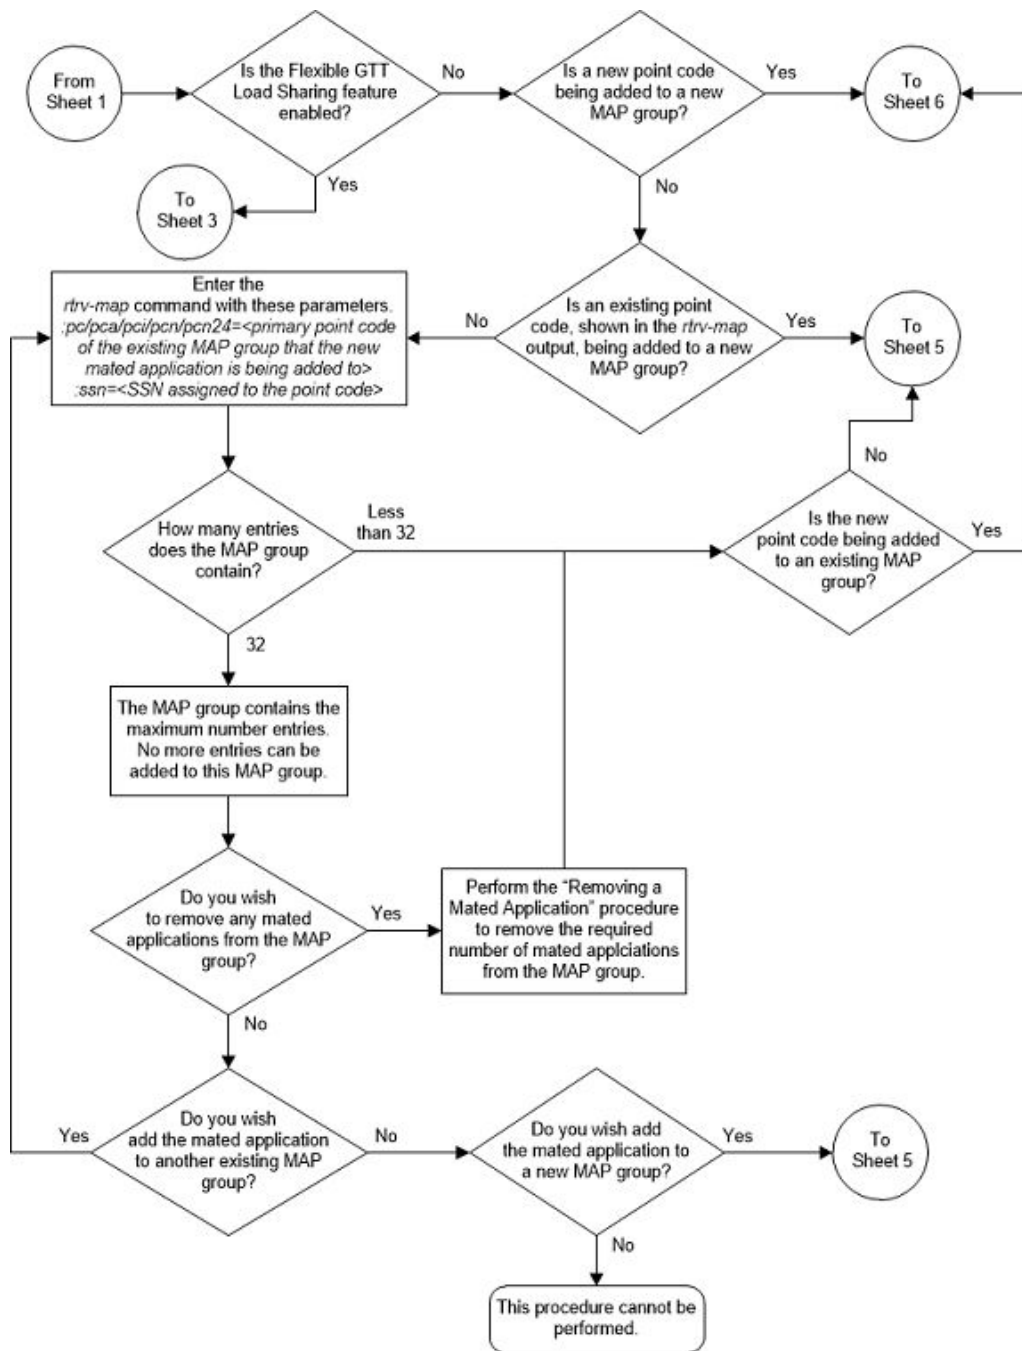 From
Sheet 1
Is the Flexible GTT
Load Sharing feature
enabled?
No
Is a new point code
being added to a new
MAP group?
Yes
To
Sheet 6
Yes
To
Sheet 3
No
Enter the
rtrv-map command with these parameters.
:pc/pca/pci/pcn/pcn24=<primary point code
of the existing MAP group that the new
mated application is being added to>
:ssn=<SSN assigned to the point code>
No
Is an existing point
code, shown in the rtrv-map
output, being added to a new
MAP group?
Yes
To
Sheet 5
No
How many entries
does the MAP group
contain?
Less
than 32
Is the new
point code being added
to an existing MAP
group?
Yes
32
The MAP group contains the
maximum number entries.
No more entries can be
added to this MAP group.
Do you wish
to remove any mated
applications from the MAP
group?
Yes
Perform the “Removing a
Mated Application” procedure
to remove the required
number of mated applciations
from the MAP group.
No
Yes
Do you wish
add the mated application
to another existing MAP
group?
No
Do you wish add
the mated application to
a new MAP group?
Yes
To
Sheet 5
No
This procedure cannot be
performed.